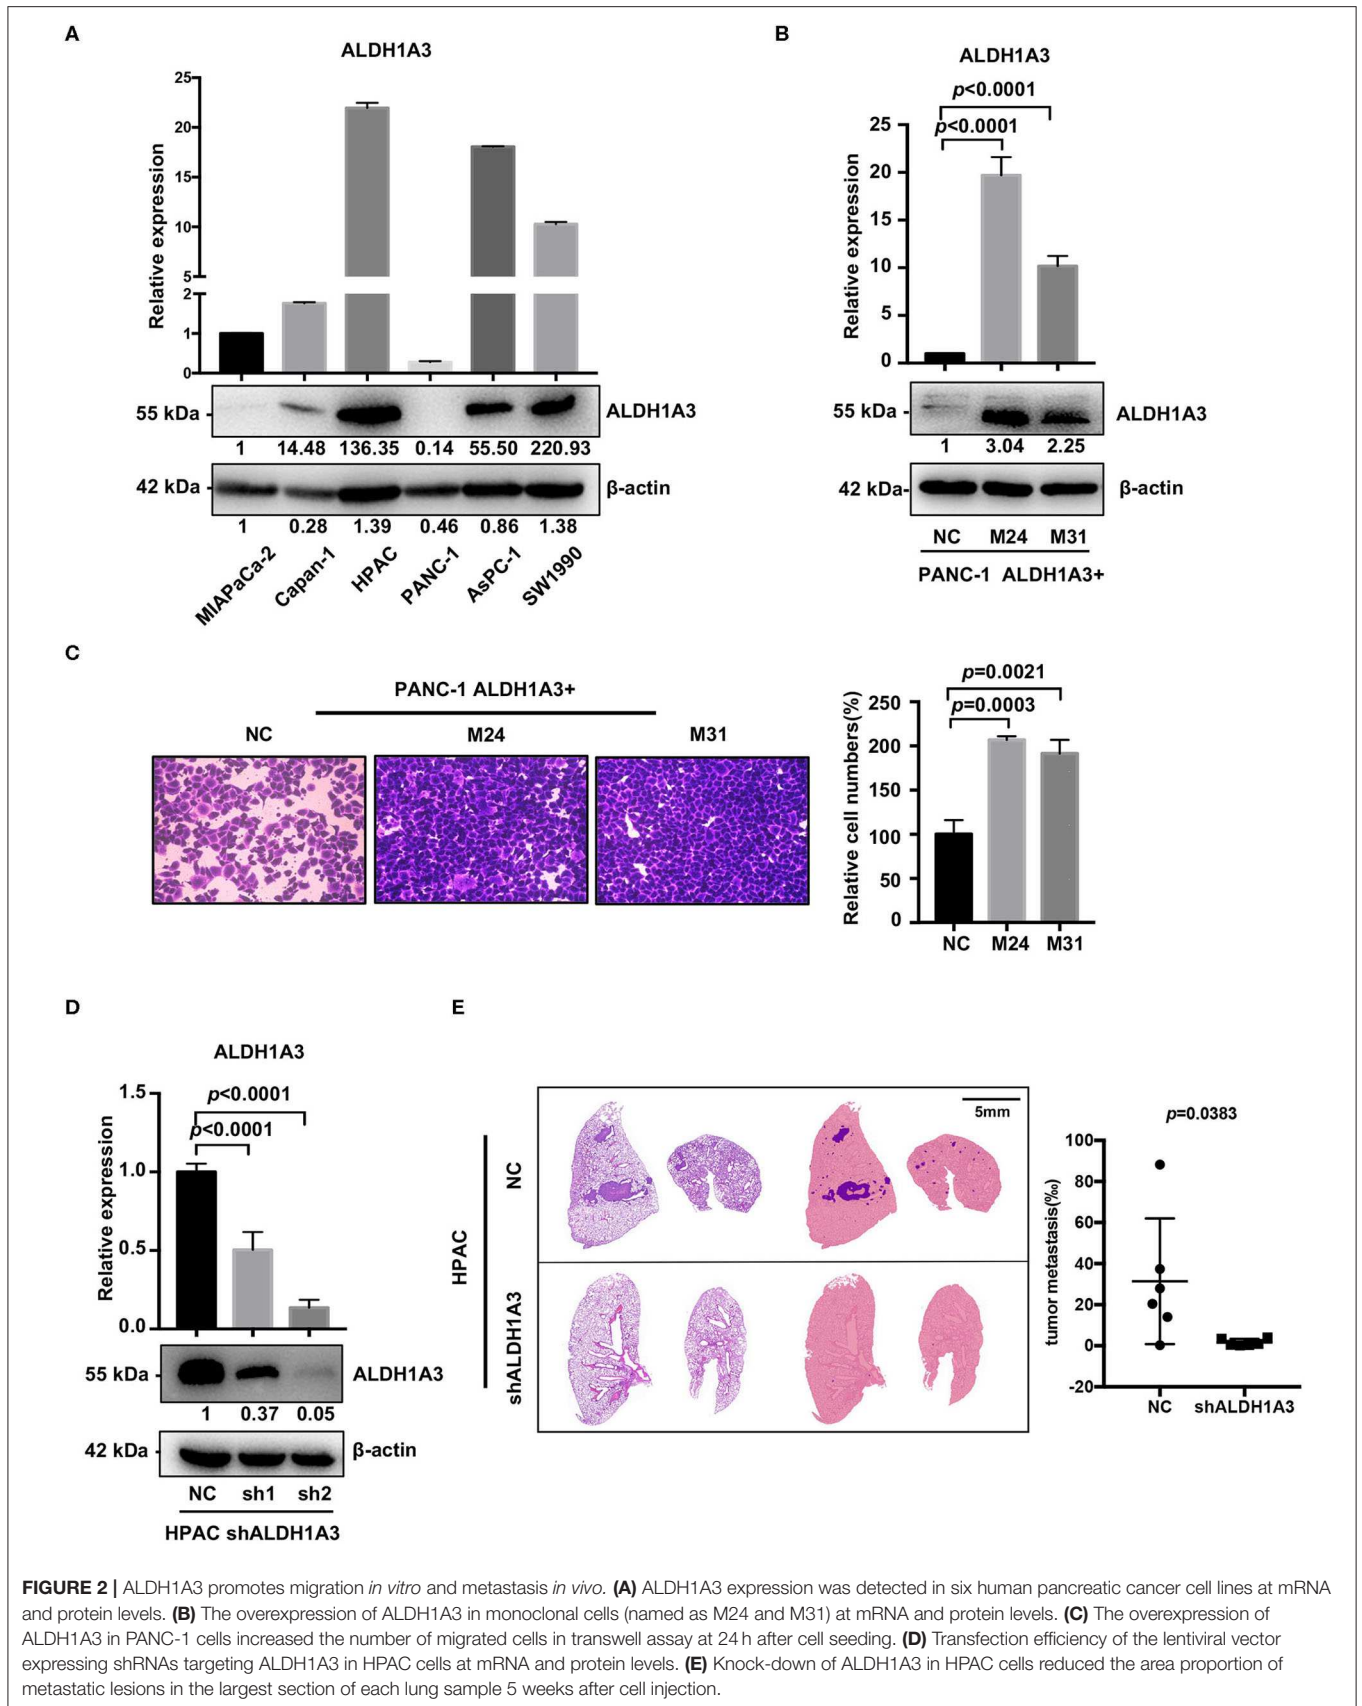 A
ALDH1A3
Relative expression
25
20
15
10
5
2
1
0
55 kDa
ALDH1A3
1 14.48 136.35 0.14 55.50 220.93
42 kDa
β-actin
1 0.28 1.39 0.46 0.86 1.38
MIAPaCa-2 Capan-1 HPAC PANC-1 AsPC-1 SW1990
B
ALDH1A3
p<0.0001
p<0.0001
Relative expression
25
20
15
10
5
0
55 kDa
ALDH1A3
1 3.04 2.25
42 kDa
β-actin
NC M24 M31
PANC-1 ALDH1A3+
C
PANC-1 ALDH1A3+
NC M24 M31
p=0.0021
p=0.0003
Relative cell numbers(%)
250
200
150
100
50
0
NC M24 M31
D
ALDH1A3
p<0.0001
p<0.0001
Relative expression
1.5
1.0
0.5
0.0
55 kDa
ALDH1A3
1 0.37 0.05
42 kDa
β-actin
NC sh1 sh2
HPAC shALDH1A3
E
HPAC
NC
shALDH1A3
5mm
p=0.0383
tumor metastasis(‰)
100
80
60
40
20
0
-20
NC shALDH1A3
FIGURE 2 | ALDH1A3 promotes migration in vitro and metastasis in vivo. (A) ALDH1A3 expression was detected in six human pancreatic cancer cell lines at mRNA
and protein levels. (B) The overexpression of ALDH1A3 in monoclonal cells (named as M24 and M31) at mRNA and protein levels. (C) The overexpression of
ALDH1A3 in PANC-1 cells increased the number of migrated cells in transwell assay at 24 h after cell seeding. (D) Transfection efficiency of the lentiviral vector
expressing shRNAs targeting ALDH1A3 in HPAC cells at mRNA and protein levels. (E) Knock-down of ALDH1A3 in HPAC cells reduced the area proportion of
metastatic lesions in the largest section of each lung sample 5 weeks after cell injection.